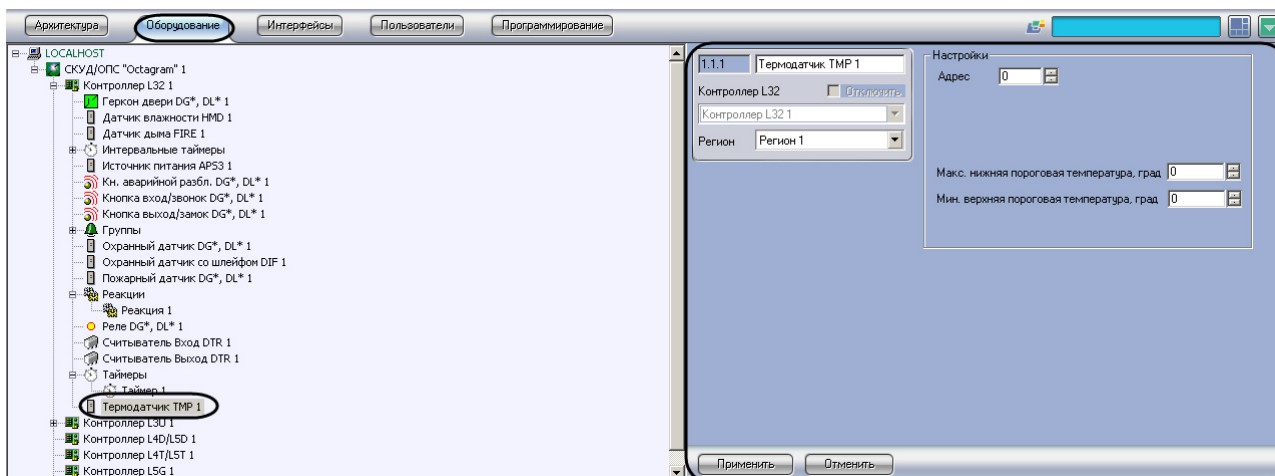 Архитектура Оборудование Интерфейсы Пользователи Программирование
LOCALHOST
СКУД/ОПС "Octagram" 1
Контроллер L32 1
Геркон двери DG*, DL* 1
Датчик влажности HMD 1
Датчик дыма FIRE 1
Интервальные таймеры
Источник питания APS3 1
Кн. аварийной разбл. DG*, DL* 1
Кнопка вход/звонок DG*, DL* 1
Кнопка выход/замок DG*, DL* 1
Группы
Охранный датчик DG*, DL* 1
Охранный датчик со шлейфом DIF 1
Пожарный датчик DG*, DL* 1
Реакции
Реакция 1
Реле DG*, DL* 1
Считыватель Вход DTR 1
Считыватель Выход DTR 1
Таймеры
Таймер 1
Термодатчик TMP 1
Контроллер L3U 1
Контроллер L4D/L5D 1
Контроллер L4T/L5T 1
Контроллер L5G 1
1.1.1 Термодатчик TMP 1
Контроллер L32 Отключить
Контроллер L32 1
Регион Регион 1
Настройки
Адрес 0
Макс. нижняя пороговая температура, град 0
Мин. верхняя пороговая температура, град 0
Применить Отменить